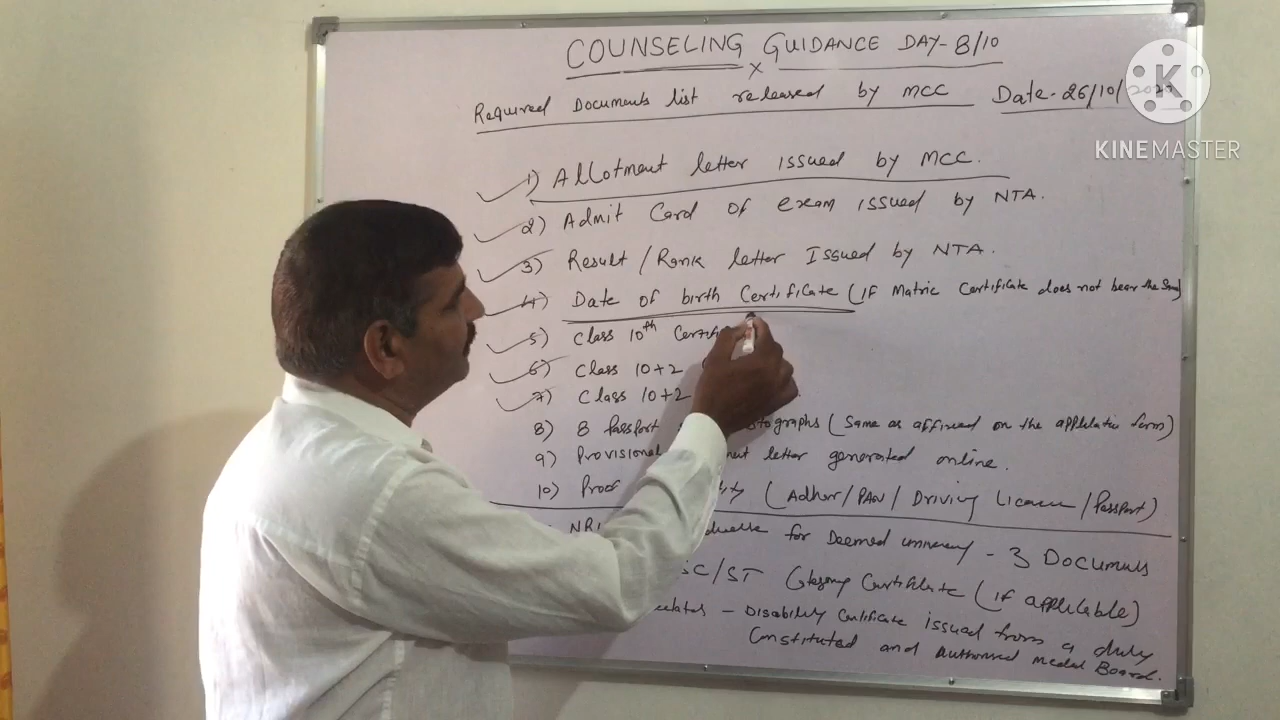 COUNSELING GUIDANCE DAY-8/10
x
Required Documents list released by MCC Date-26/10/
KINEMASTER
1) Allotment letter issued by MCC.
2) Admit Card of exam issued by NTA.
3) Result/Rank letter Issued by NTA.
4) Date of birth Certificate (IF Matric Certificate does not bear the Same)
5) Class 10th
6) Class 10+2
7) Class 10+2
8) 8 Passport (Same as affixed on the form)
9) Provisional letter generated online.
10) Proof (Adhar/PAN/Driving Licence/Passport)
NRI for Deemed university - 3 Documents
SC/ST Certificate (if applicable)
- Disability Certificate issued from a duly
Constituted and authorised Board.